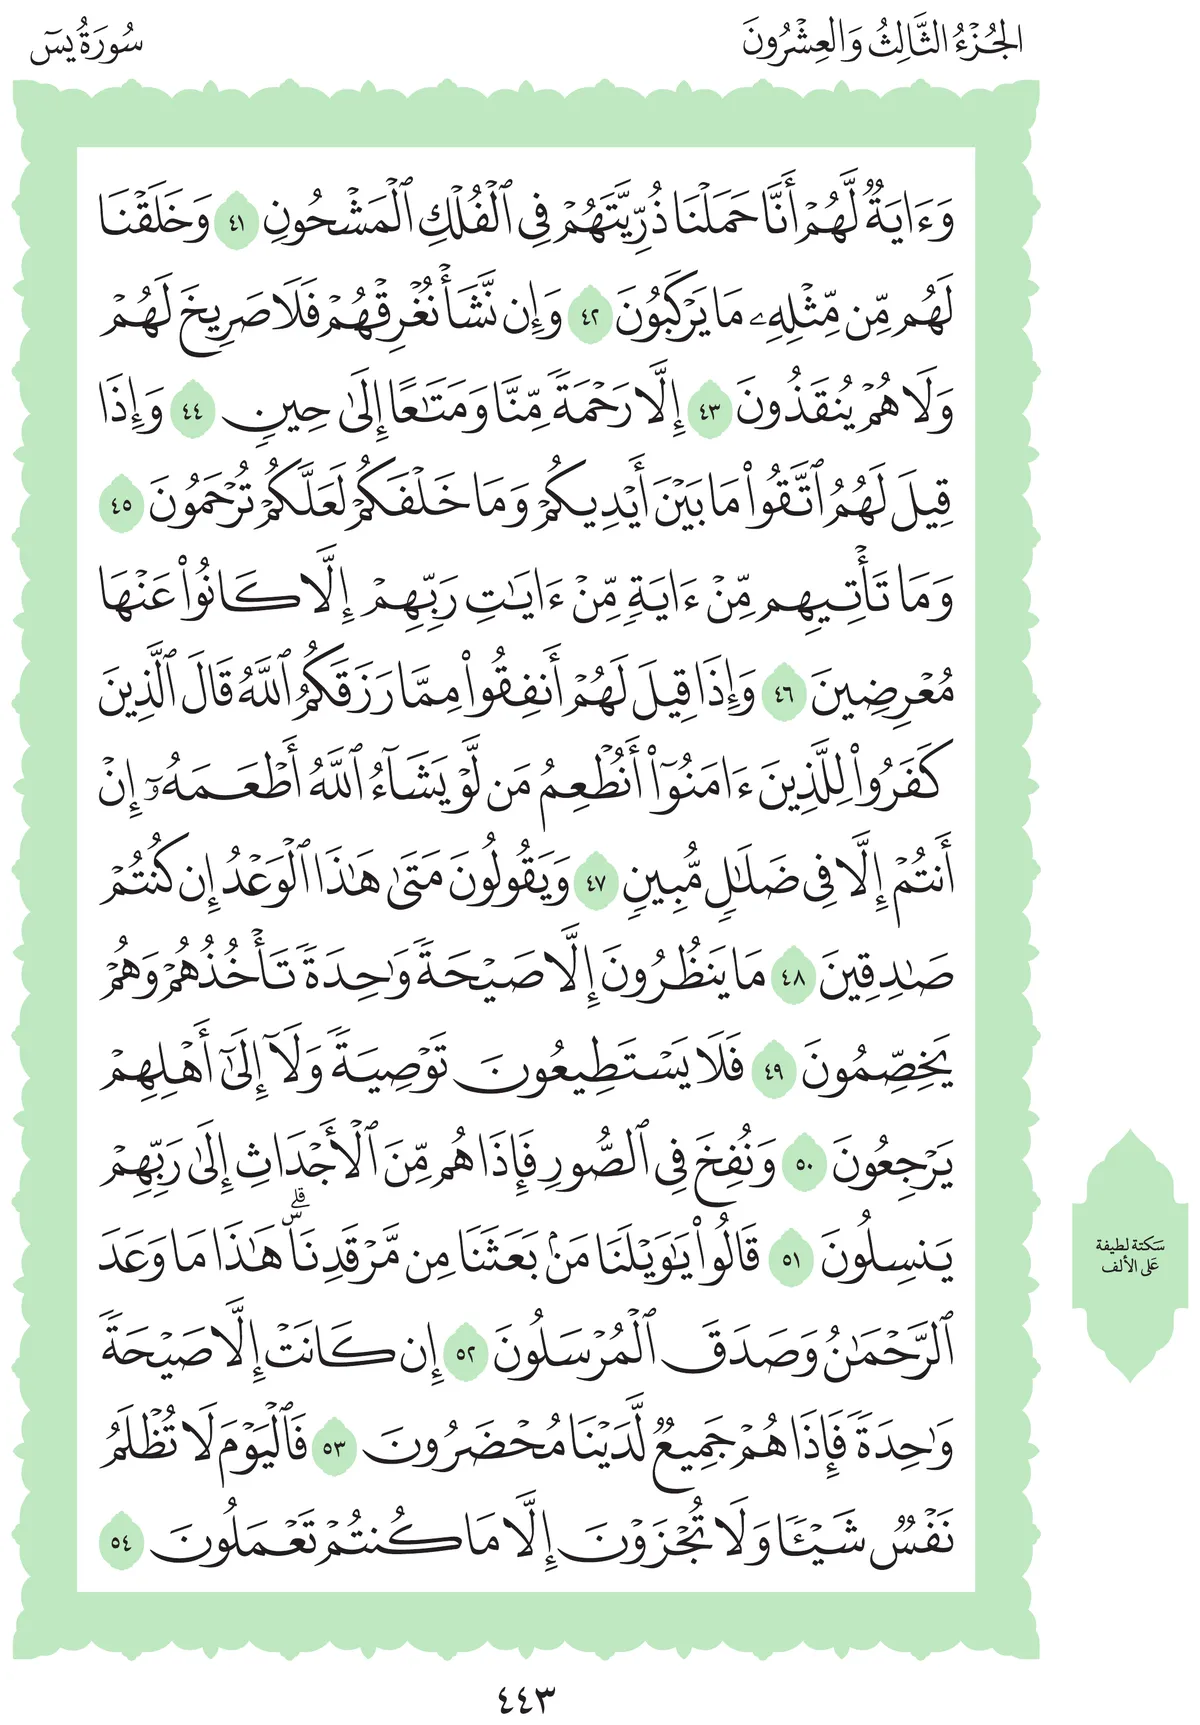 الجُزْءُ الثَّالِثُ وَالعِشْرُونَ
سُورَةُ يسٓ
وَءَايَةٌ لَّهُمْ أَنَّا حَمَلْنَا ذُرِّيَّتَهُمْ فِى ٱلْفُلْكِ ٱلْمَشْحُونِ ٤١ وَخَلَقْنَا
لَهُم مِّن مِّثْلِهِۦ مَا يَرْكَبُونَ ٤٢ وَإِن نَّشَأْ نُغْرِقْهُمْ فَلَا صَرِيخَ لَهُمْ
وَلَا هُمْ يُنقَذُونَ ٤٣ إِلَّا رَحْمَةً مِّنَّا وَمَتَٰعًا إِلَىٰ حِينٍ ٤٤ وَإِذَا
قِيلَ لَهُمُ ٱتَّقُوا۟ مَا بَيْنَ أَيْدِيكُمْ وَمَا خَلْفَكُمْ لَعَلَّكُمْ تُرْحَمُونَ ٤٥
وَمَا تَأْتِيهِم مِّنْ ءَايَةٍ مِّنْ ءَايَٰتِ رَبِّهِمْ إِلَّا كَانُوا۟ عَنْهَا
مُعْرِضِينَ ٤٦ وَإِذَا قِيلَ لَهُمْ أَنفِقُوا۟ مِمَّا رَزَقَكُمُ ٱللَّهُ قَالَ ٱلَّذِينَ
كَفَرُوا۟ لِلَّذِينَ ءَامَنُوٓا۟ أَنُطْعِمُ مَن لَّوْ يَشَآءُ ٱللَّهُ أَطْعَمَهُۥٓ إِنْ
أَنتُمْ إِلَّا فِى ضَلَٰلٍ مُّبِينٍ ٤٧ وَيَقُولُونَ مَتَىٰ هَٰذَا ٱلْوَعْدُ إِن كُنتُمْ
صَٰدِقِينَ ٤٨ مَا يَنظُرُونَ إِلَّا صَيْحَةً وَٰحِدَةً تَأْخُذُهُمْ وَهُمْ
يَخِصِّمُونَ ٤٩ فَلَا يَسْتَطِيعُونَ تَوْصِيَةً وَلَآ إِلَىٰٓ أَهْلِهِمْ
يَرْجِعُونَ ٥٠ وَنُفِخَ فِى ٱلصُّورِ فَإِذَا هُم مِّنَ ٱلْأَجْدَاثِ إِلَىٰ رَبِّهِمْ
يَنسِلُونَ ٥١ قَالُوا۟ يَٰوَيْلَنَا مَنۢ بَعَثَنَا مِن مَّرْقَدِنَاۜۗ هَٰذَا مَا وَعَدَ
ٱلرَّحْمَٰنُ وَصَدَقَ ٱلْمُرْسَلُونَ ٥٢ إِن كَانَتْ إِلَّا صَيْحَةً
وَٰحِدَةً فَإِذَا هُمْ جَمِيعٌ لَّدَيْنَا مُحْضَرُونَ ٥٣ فَٱلْيَوْمَ لَا تُظْلَمُ
نَفْسٌ شَيْـًٔا وَلَا تُجْزَوْنَ إِلَّا مَا كُنتُمْ تَعْمَلُونَ ٥٤
سَكتة لطيفة
عَلى الألف
٤٤٣